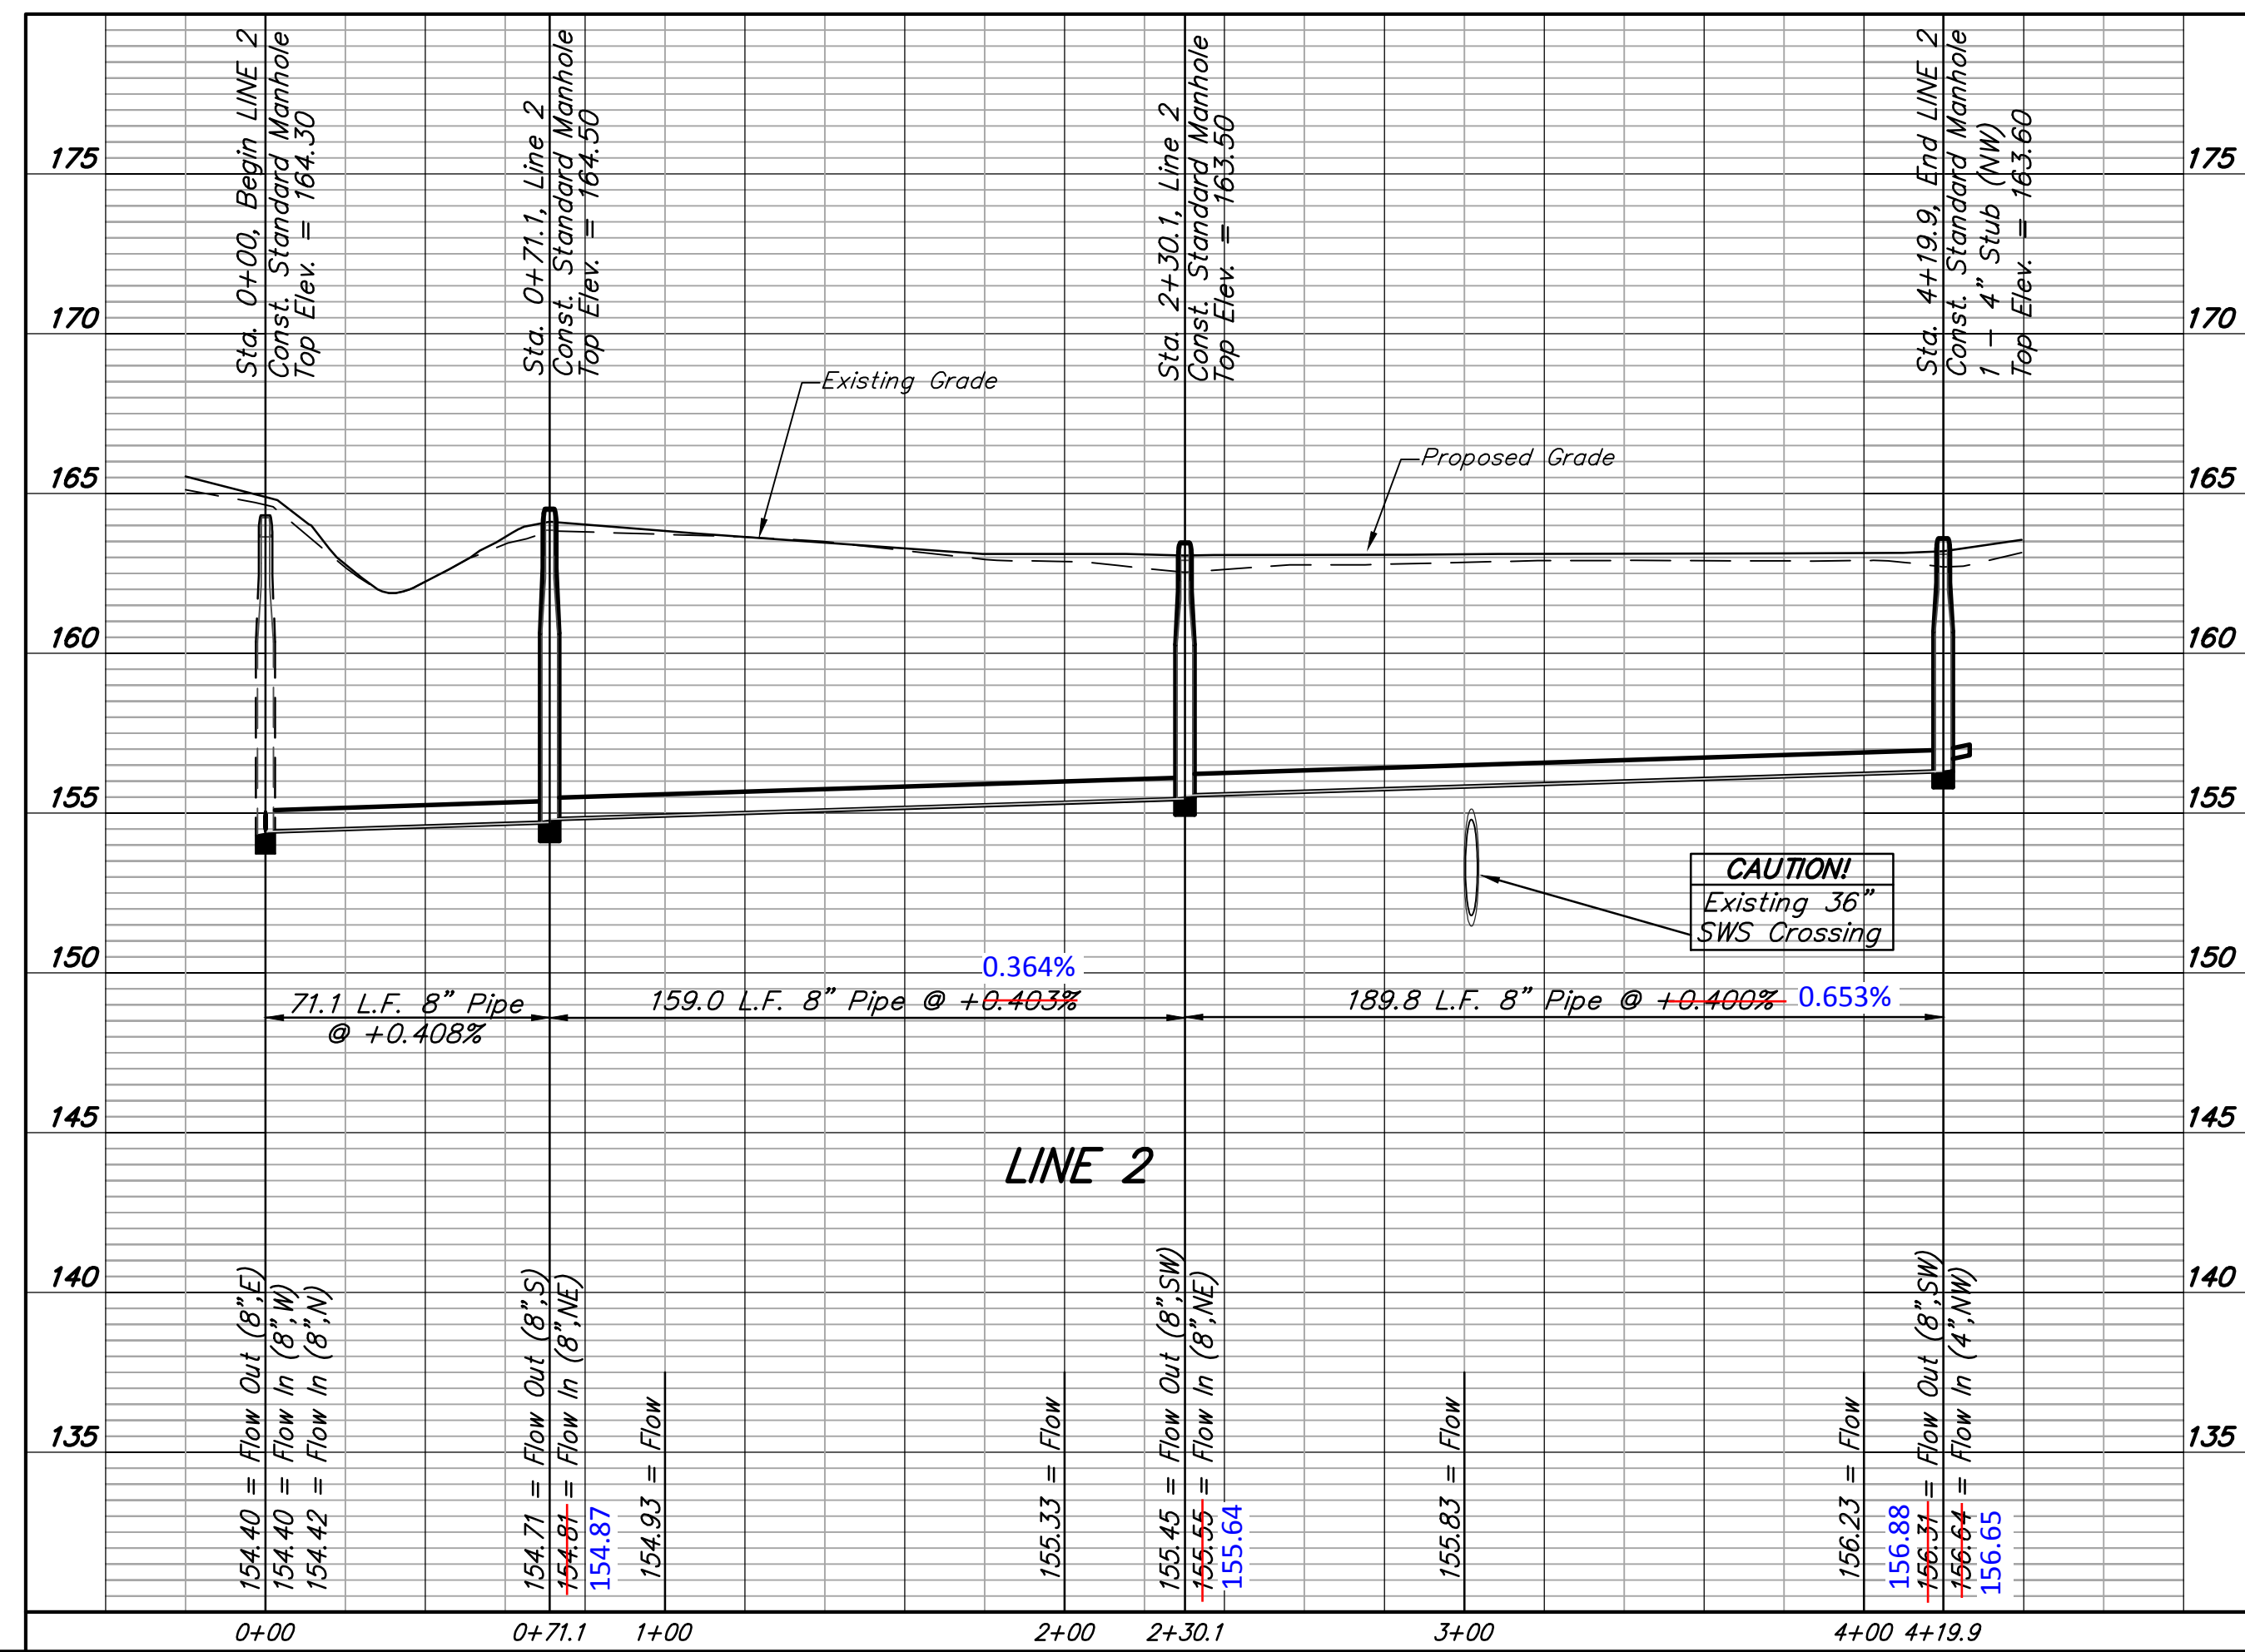 Sta. 0+00, Begin LINE 2
Const. Standard Manhole
Top Elev. = 164.30
Sta. 0+71.1, Line 2
Const. Standard Manhole
Top Elev. = 164.50
Sta. 2+30.1, Line 2
Const. Standard Manhole
Top Elev. = 163.50
Sta. 4+19.9, End LINE 2
Const. Standard Manhole
1 - 4" Stub (NW)
Top Elev. = 163.60
175 175
170 170
Existing Grade
Proposed Grade
165 165
160 160
155 155
CAUTION!
Existing 36"
SWS Crossing
150 150
0.364%
71.1 L.F. 8" Pipe
@ +0.408%
159.0 L.F. 8" Pipe @ +0.403%
189.8 L.F. 8" Pipe @ +0.400% 0.653%
145 145
LINE 2
140 140
135 135
154.40 = Flow Out (8",E)
154.40 = Flow In (8",W)
154.42 = Flow In (8",N)
154.71 = Flow Out (8",S)
154.81 = Flow In (8",NE)
154.87
154.93 = Flow
155.33 = Flow
155.45 = Flow Out (8",SW)
155.55 = Flow In (8",NE)
155.64
155.83 = Flow
156.23 = Flow
156.88
156.31 = Flow Out (8",SW)
156.64 = Flow In (4",NW)
156.65
0+00 0+71.1 1+00 2+00 2+30.1 3+00 4+00 4+19.9